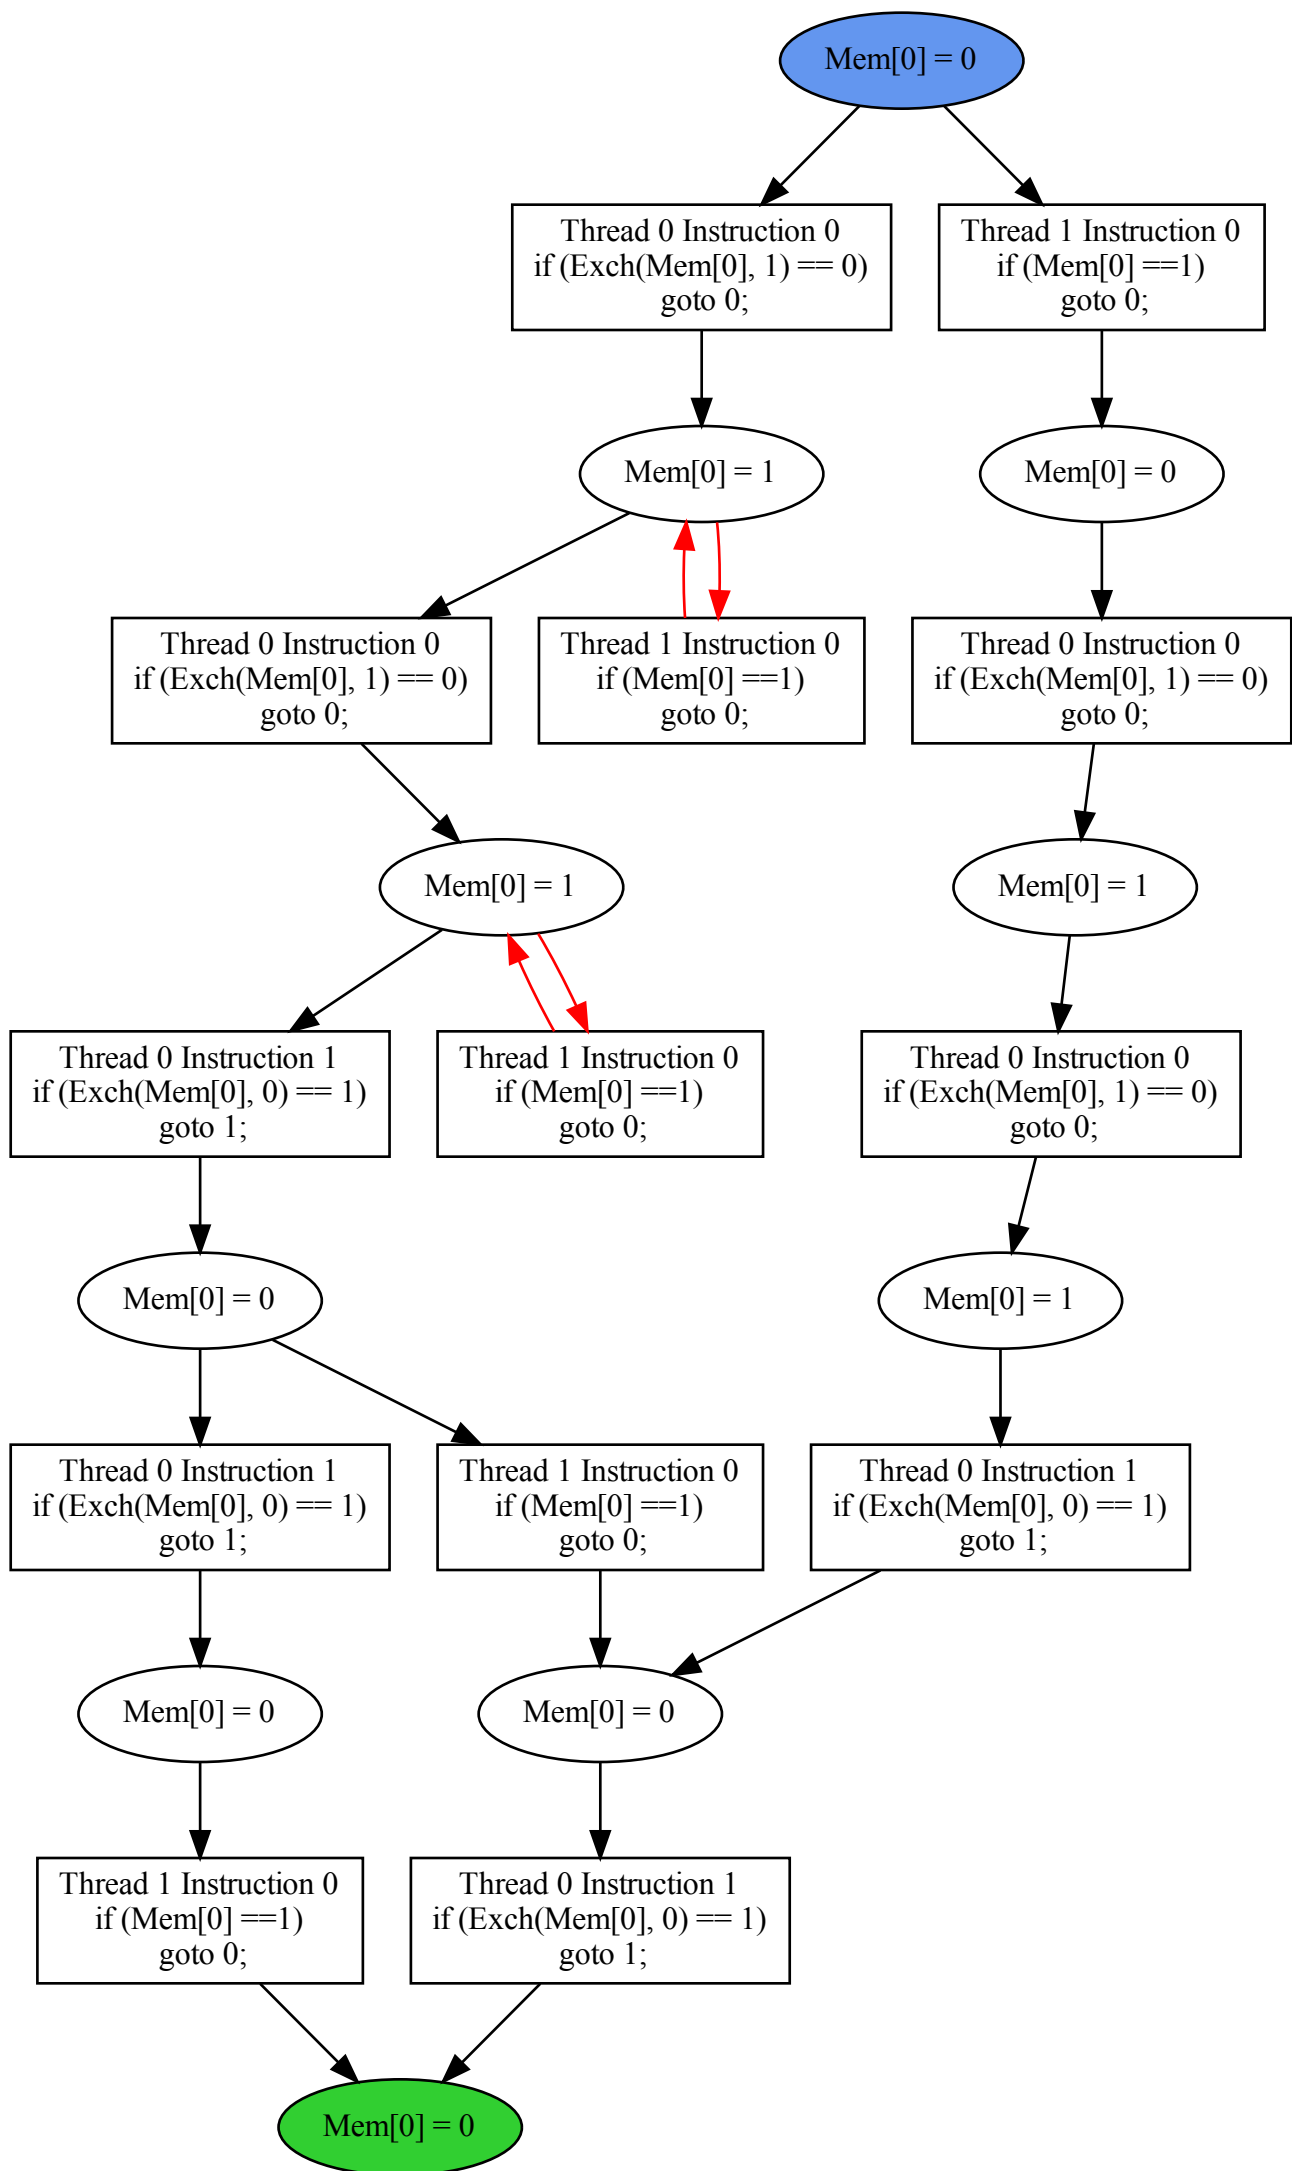 Mem[0] = 0
Thread 0 Instruction 0
if (Exch(Mem[0], 1) == 0)
goto 0;
Thread 1 Instruction 0
if (Mem[0] ==1)
goto 0;
Mem[0] = 1
Mem[0] = 0
Thread 0 Instruction 0
if (Exch(Mem[0], 1) == 0)
goto 0;
Thread 1 Instruction 0
if (Mem[0] ==1)
goto 0;
Thread 0 Instruction 0
if (Exch(Mem[0], 1) == 0)
goto 0;
Mem[0] = 1
Mem[0] = 1
Thread 0 Instruction 1
if (Exch(Mem[0], 0) == 1)
goto 1;
Thread 1 Instruction 0
if (Mem[0] ==1)
goto 0;
Thread 0 Instruction 0
if (Exch(Mem[0], 1) == 0)
goto 0;
Mem[0] = 0
Mem[0] = 1
Thread 0 Instruction 1
if (Exch(Mem[0], 0) == 1)
goto 1;
Thread 1 Instruction 0
if (Mem[0] ==1)
goto 0;
Thread 0 Instruction 1
if (Exch(Mem[0], 0) == 1)
goto 1;
Mem[0] = 0
Mem[0] = 0
Thread 1 Instruction 0
if (Mem[0] ==1)
goto 0;
Thread 0 Instruction 1
if (Exch(Mem[0], 0) == 1)
goto 1;
Mem[0] = 0